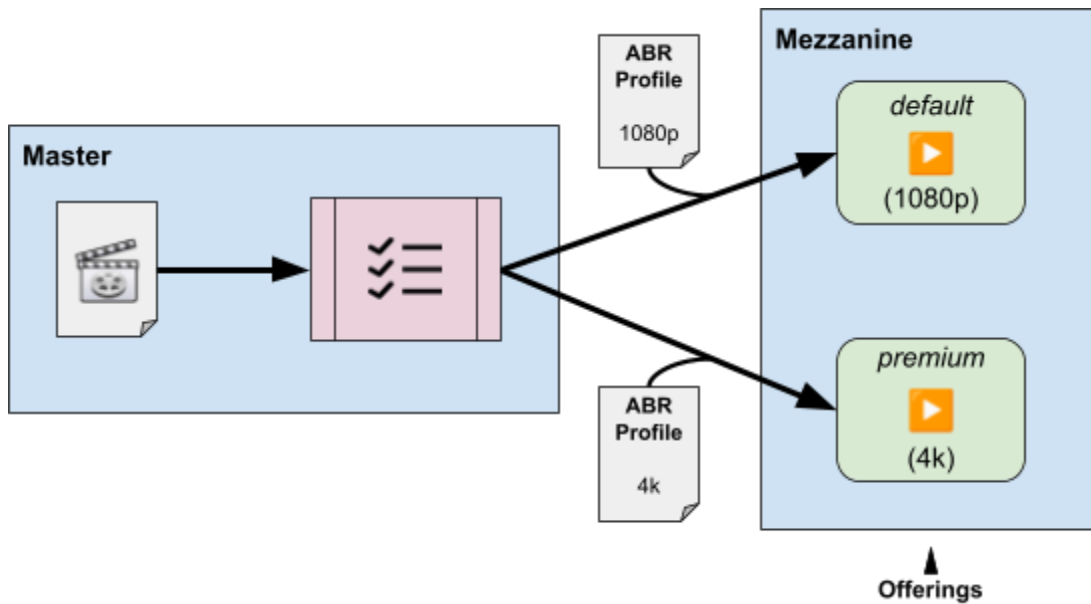 Master
ABR
Profile
1080p
ABR
Profile
4k
Mezzanine
default
(1080p)
premium
(4k)
Offerings